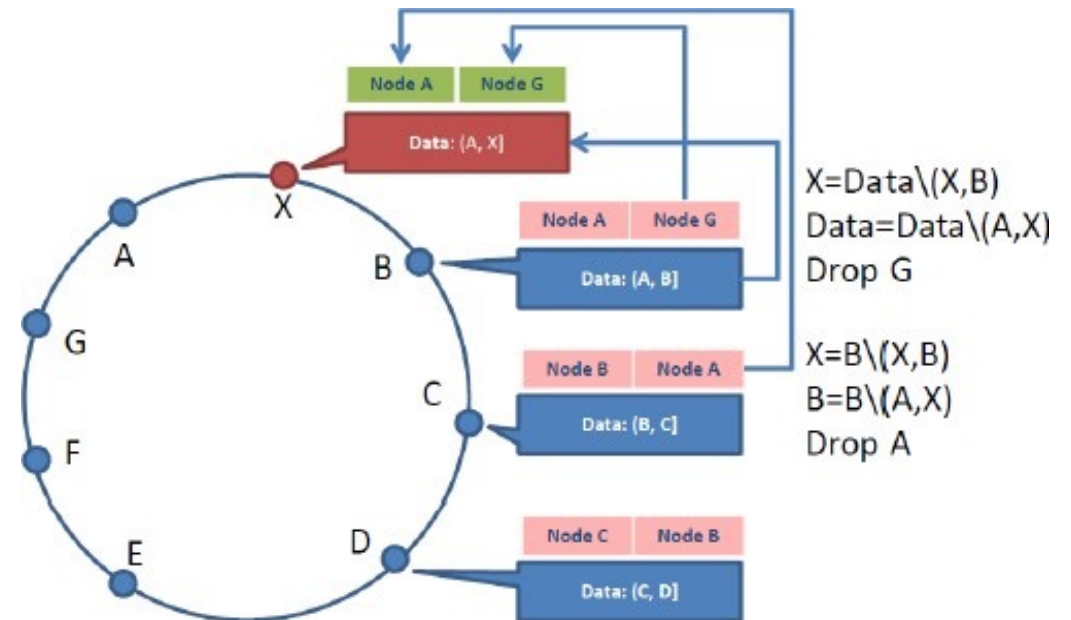 Node A Node G
Data: (A, X]
X
A
X=Data\(X,B)
Data=Data\(A,X)
Drop G
Node A Node G
B
Data: (A, B]
G
X=B\(X,B)
B=B\(A,X)
Drop A
Node B Node A
C
Data: (B, C]
F
Node C Node B
D
E
Data: (C, D]